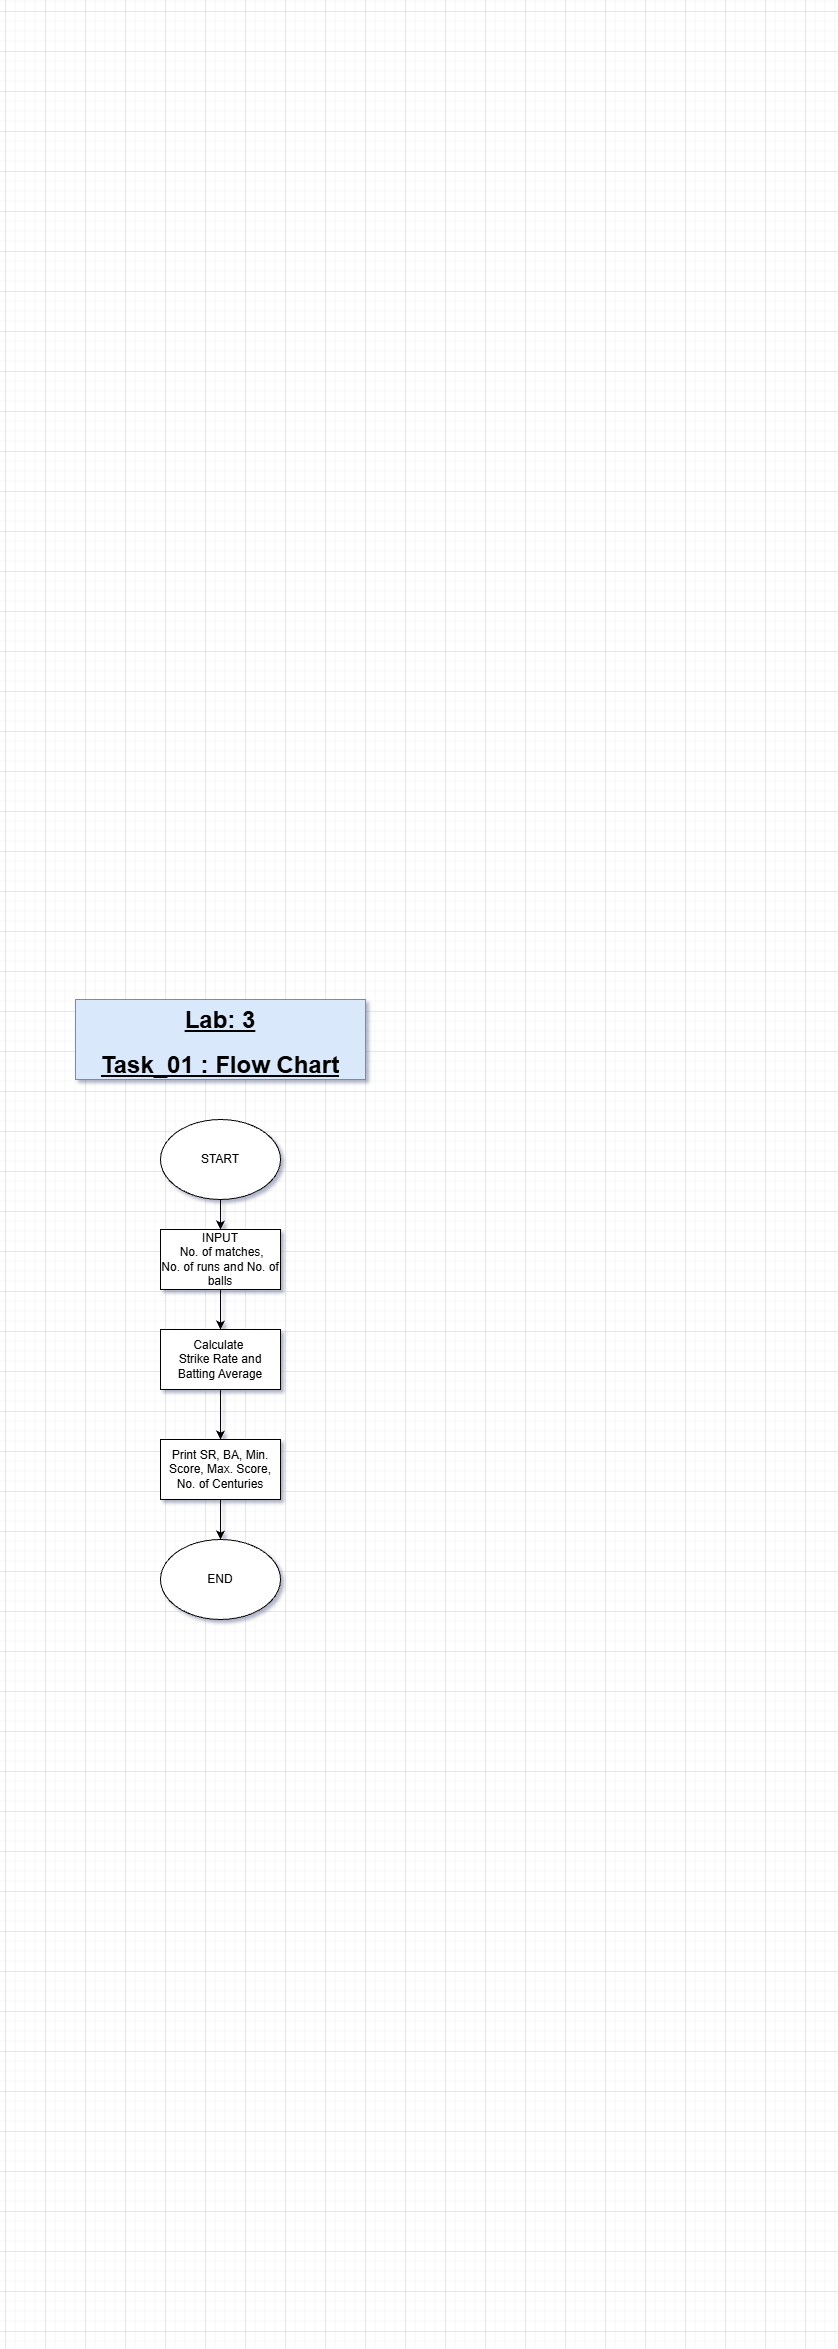 Lab: 3
Task_01 : Flow Chart
START
INPUT
No. of matches,
No. of runs and No. of
balls
Calculate
Strike Rate and
Batting Average
Print SR, BA, Min.
Score, Max. Score,
No. of Centuries
END